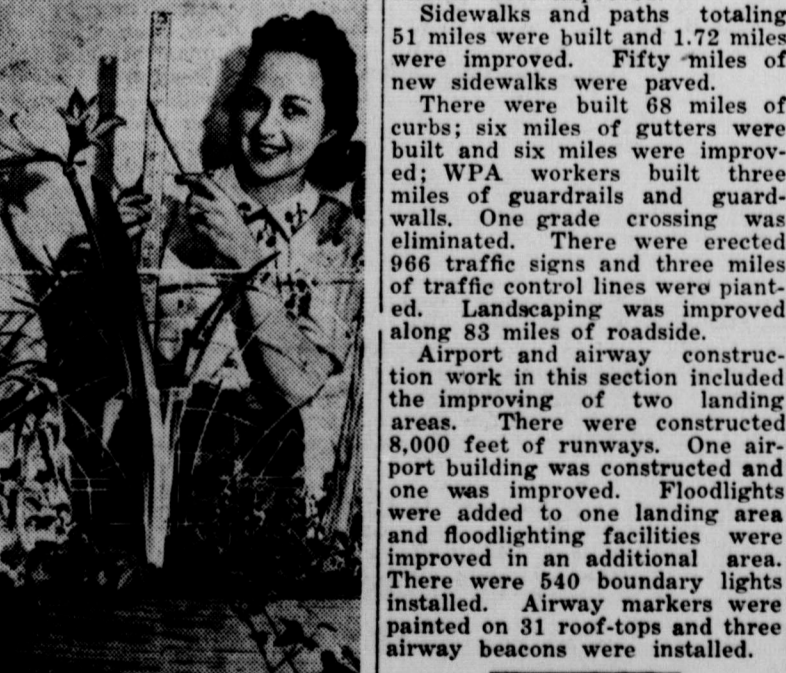 Sidewalks and paths totaling
51 miles were built and 1.72 miles
were improved. Fifty miles of
new sidewalks were paved.
There were built 68 miles of
curbs; six miles of gutters were
built and six miles were improv-
ed; WPA workers built three
miles of guardrails and guard-
walls. One grade crossing was
eliminated. There were erected
966 traffic signs and three miles
of traffic control lines were piant-
ed. Landscaping was improved
along 83 miles of roadside.
Airport and airway construc-
tion work in this section included
the improving of two landing
areas. There were constructed
8,000 feet of runways. One air-
port building was constructed and
one was improved. Floodlights
were added to one landing area
and floodlighting facilities were
improved in an additional area.
There were 540 boundary lights
installed. Airway markers were
painted on 31 roof-tops and three
airway beacons were installed.